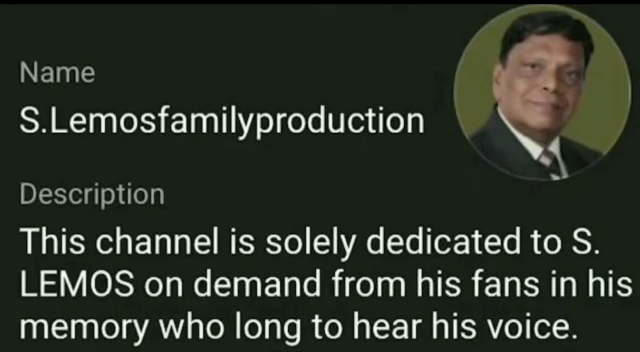 Name
S.Lemosfamilyproduction
Description
This channel is solely dedicated to S.
LEMOS on demand from his fans in his
memory who long to hear his voice.